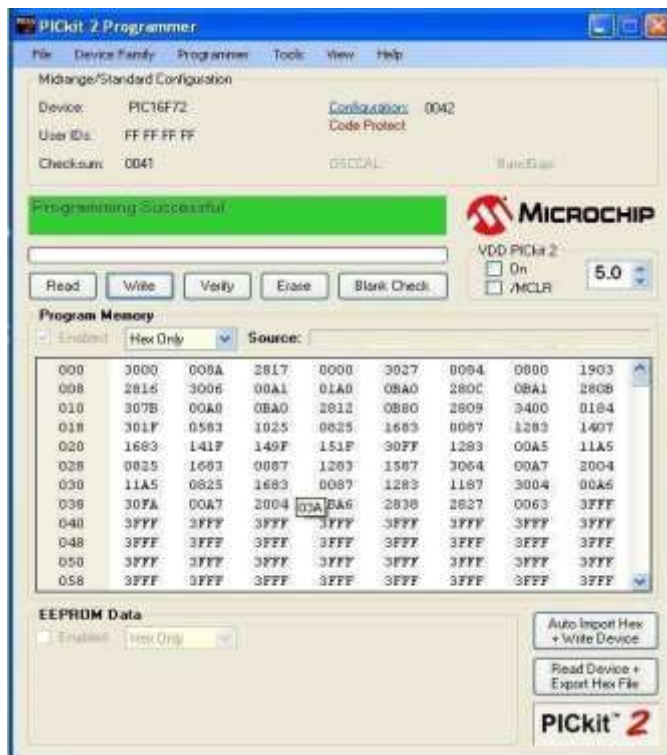 PICkit 2 Programmer
File Device Family Programmer Tools View Help
Midrange/Standard Configuration
Device: PIC16F72 Configuration: 0042
User IDs: FF FF FF FF Code Protect
Checksum: 0041 OSCCAL: BandGap:
Programming Successful
MICROCHIP
VDD PICkit 2
On
/MCLR
5.0
Read Write Verify Erase Blank Check
Program Memory
Enabled Hex Only Source:
000 3000 008A 2817 0000 3027 0084 0800 1903
008 2816 3006 00A1 01A0 0BA0 280C 0BA1 280B
010 307B 00A0 0BA0 2812 0B80 2809 3400 0184
018 301F 0583 1025 0825 1683 0087 1283 1407
020 1683 141F 149F 151F 30FF 1283 00A5 11A5
028 0825 1683 0087 1283 1587 3064 00A7 2004
030 11A5 0825 1683 0087 1283 1187 3004 00A6
038 30FA 00A7 2004 03A BA6 2838 2827 0063 3FFF
040 3FFF 3FFF 3FFF 3FFF 3FFF 3FFF 3FFF 3FFF
048 3FFF 3FFF 3FFF 3FFF 3FFF 3FFF 3FFF 3FFF
050 3FFF 3FFF 3FFF 3FFF 3FFF 3FFF 3FFF 3FFF
058 3FFF 3FFF 3FFF 3FFF 3FFF 3FFF 3FFF 3FFF
EEPROM Data
Enabled Hex Only
Auto Import Hex
+ Write Device
Read Device +
Export Hex File
PICkit™ 2